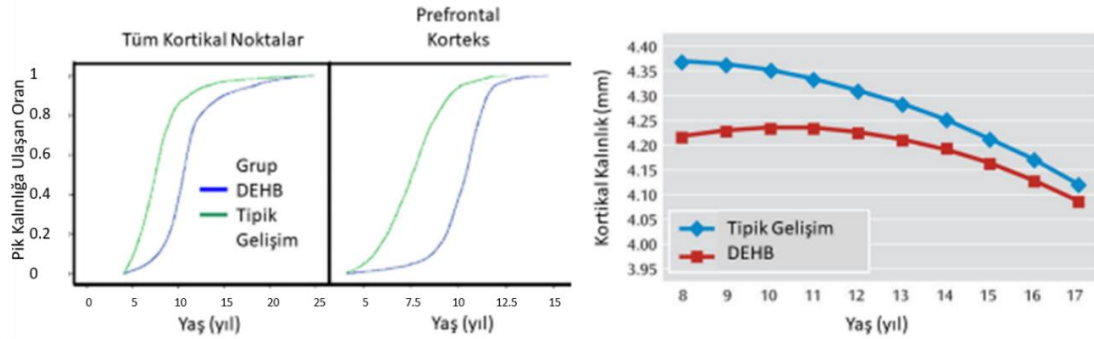 Tüm Kortikal Noktalar
Prefrontal
Korteks
Pik Kalınlığa Ulaşan Oran
1
0.8
0.6
0.4
0.2
0
Grup
DEHB
Tipik
Gelişim
0 5 10 15 20 25
Yaş (yıl)
5 7.5 10 12.5 15
Yaş (yıl)
Kortikal Kalınlık (mm)
4.40
4.35
4.30
4.25
4.20
4.15
4.10
4.05
4.00
3.95
Tipik Gelişim
DEHB
8 9 10 11 12 13 14 15 16 17
Yaş (yıl)